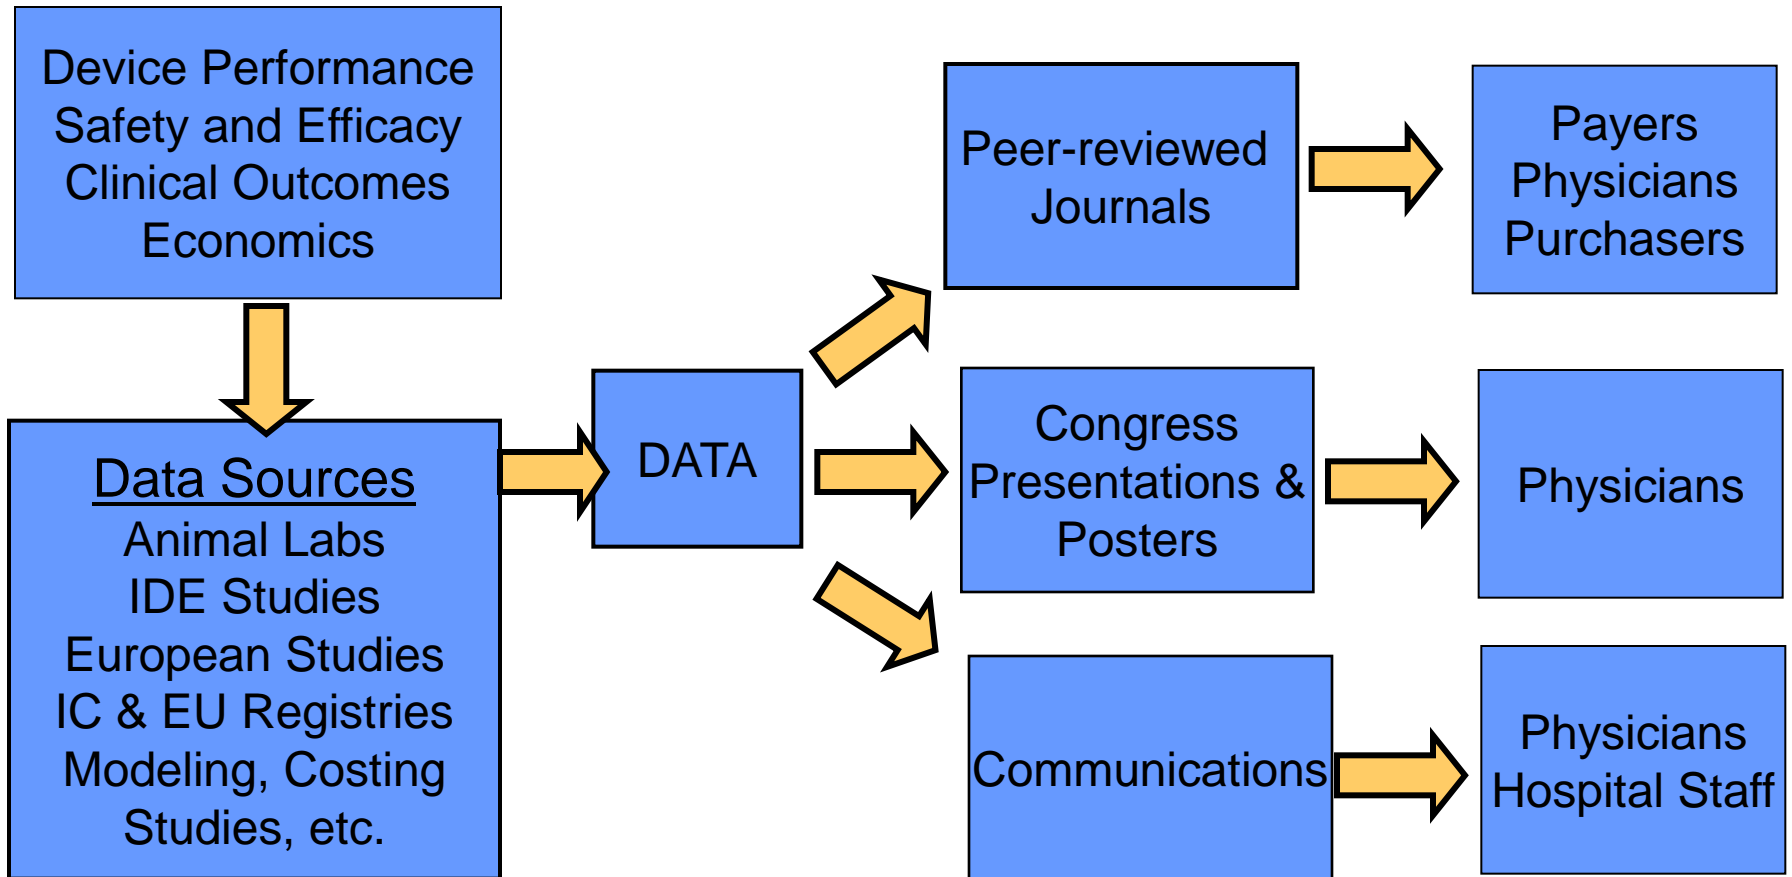 Device Performance
Safety and Efficacy
Clinical Outcomes
Economics
Data Sources
Animal Labs
IDE Studies
European Studies
IC & EU Registries
Modeling, Costing
Studies, etc.
DATA
Peer-reviewed
Journals
Payers
Physicians
Purchasers
Congress
Presentations &
Posters
Physicians
Communications
Physicians
Hospital Staff